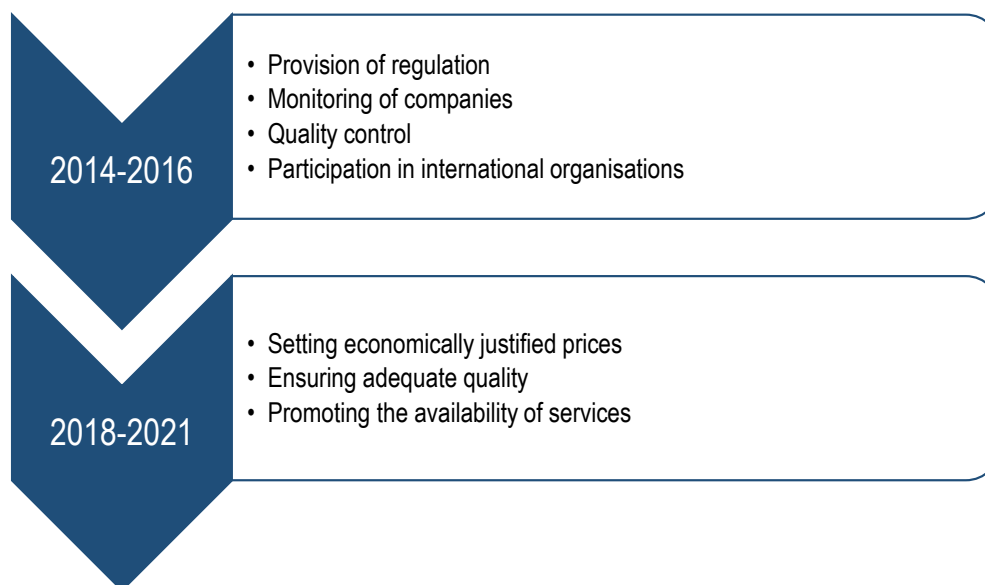 2014-2016
• Provision of regulation
• Monitoring of companies
• Quality control
• Participation in international organisations
2018-2021
• Setting economically justified prices
• Ensuring adequate quality
• Promoting the availability of services